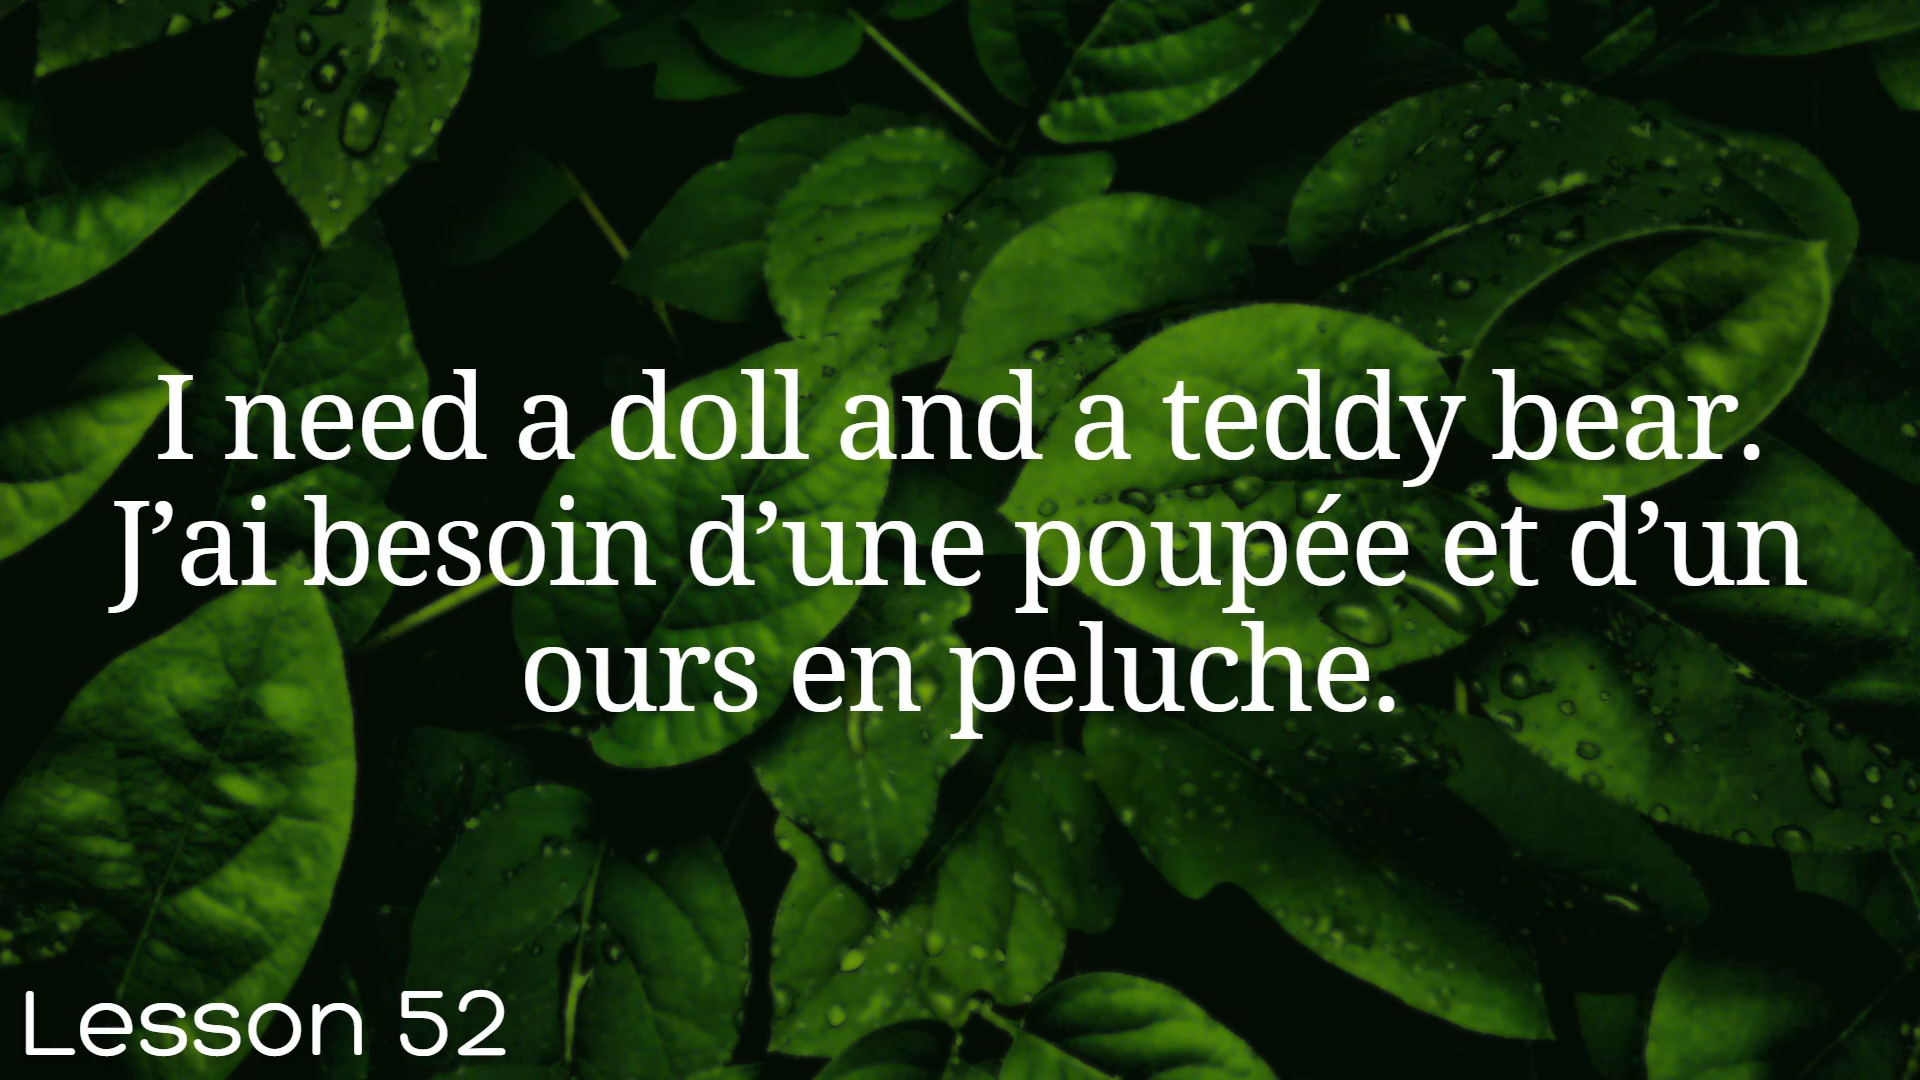 I need a doll and a teddy bear.
J’ai besoin d’une poupée et d’un
ours en peluche.
Lesson 52